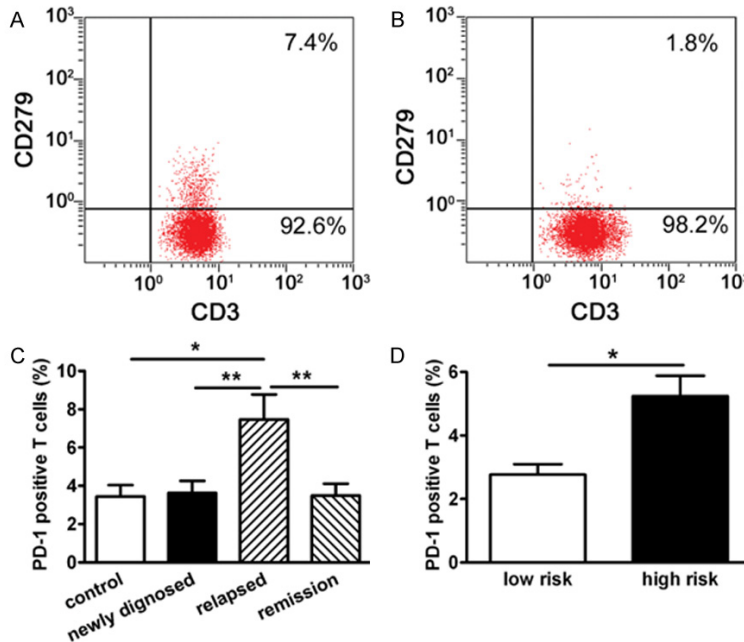 A
CD279
10³
10²
10¹
10⁰
7.4%
92.6%
10⁰ 10¹ 10² 10³
CD3
B
CD279
10³
10²
10¹
10⁰
1.8%
98.2%
10⁰ 10¹ 10² 10³
CD3
C
PD-1 positive T cells (%)
10
8
6
4
2
0
*
** **
control
newly dignosed
relapsed
remission
D
PD-1 positive T cells (%)
6
4
2
0
*
low risk high risk